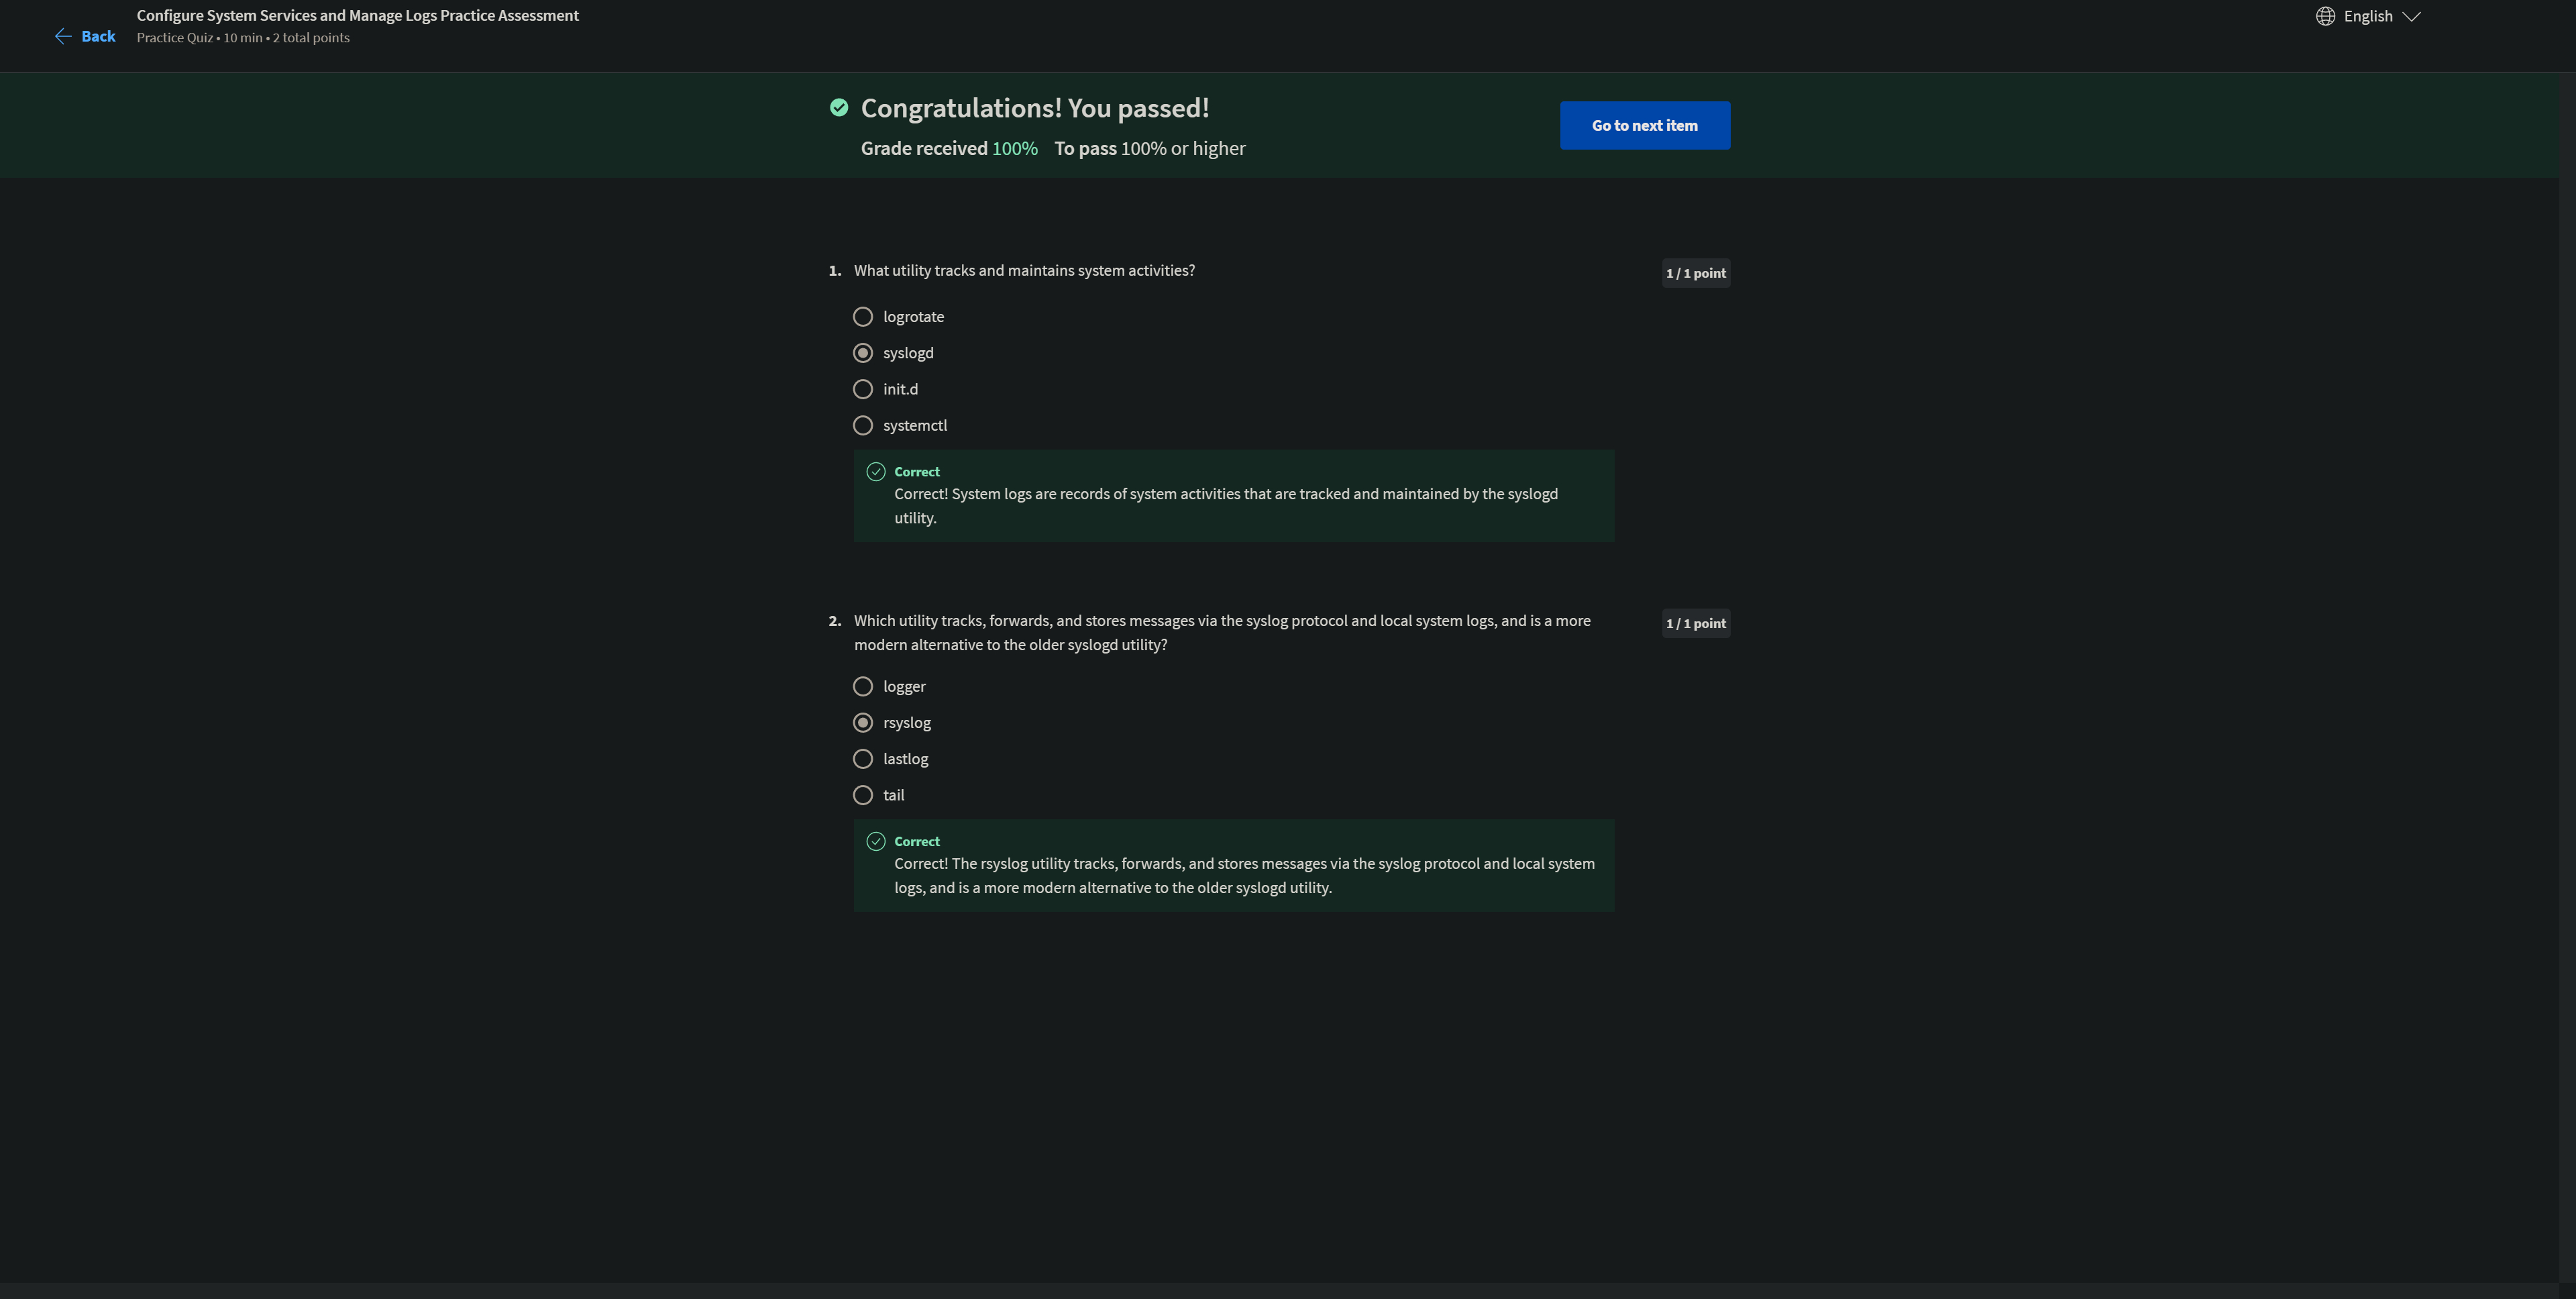 Configure System Services and Manage Logs Practice Assessment
Back
Practice Quiz • 10 min • 2 total points
English
Congratulations! You passed!
Grade received 100% To pass 100% or higher
Go to next item
1. What utility tracks and maintains system activities?
1 / 1 point
logrotate
syslogd
init.d
systemctl
Correct
Correct! System logs are records of system activities that are tracked and maintained by the syslogd
utility.
2. Which utility tracks, forwards, and stores messages via the syslog protocol and local system logs, and is a more
modern alternative to the older syslogd utility?
1 / 1 point
logger
rsyslog
lastlog
tail
Correct
Correct! The rsyslog utility tracks, forwards, and stores messages via the syslog protocol and local system
logs, and is a more modern alternative to the older syslogd utility.